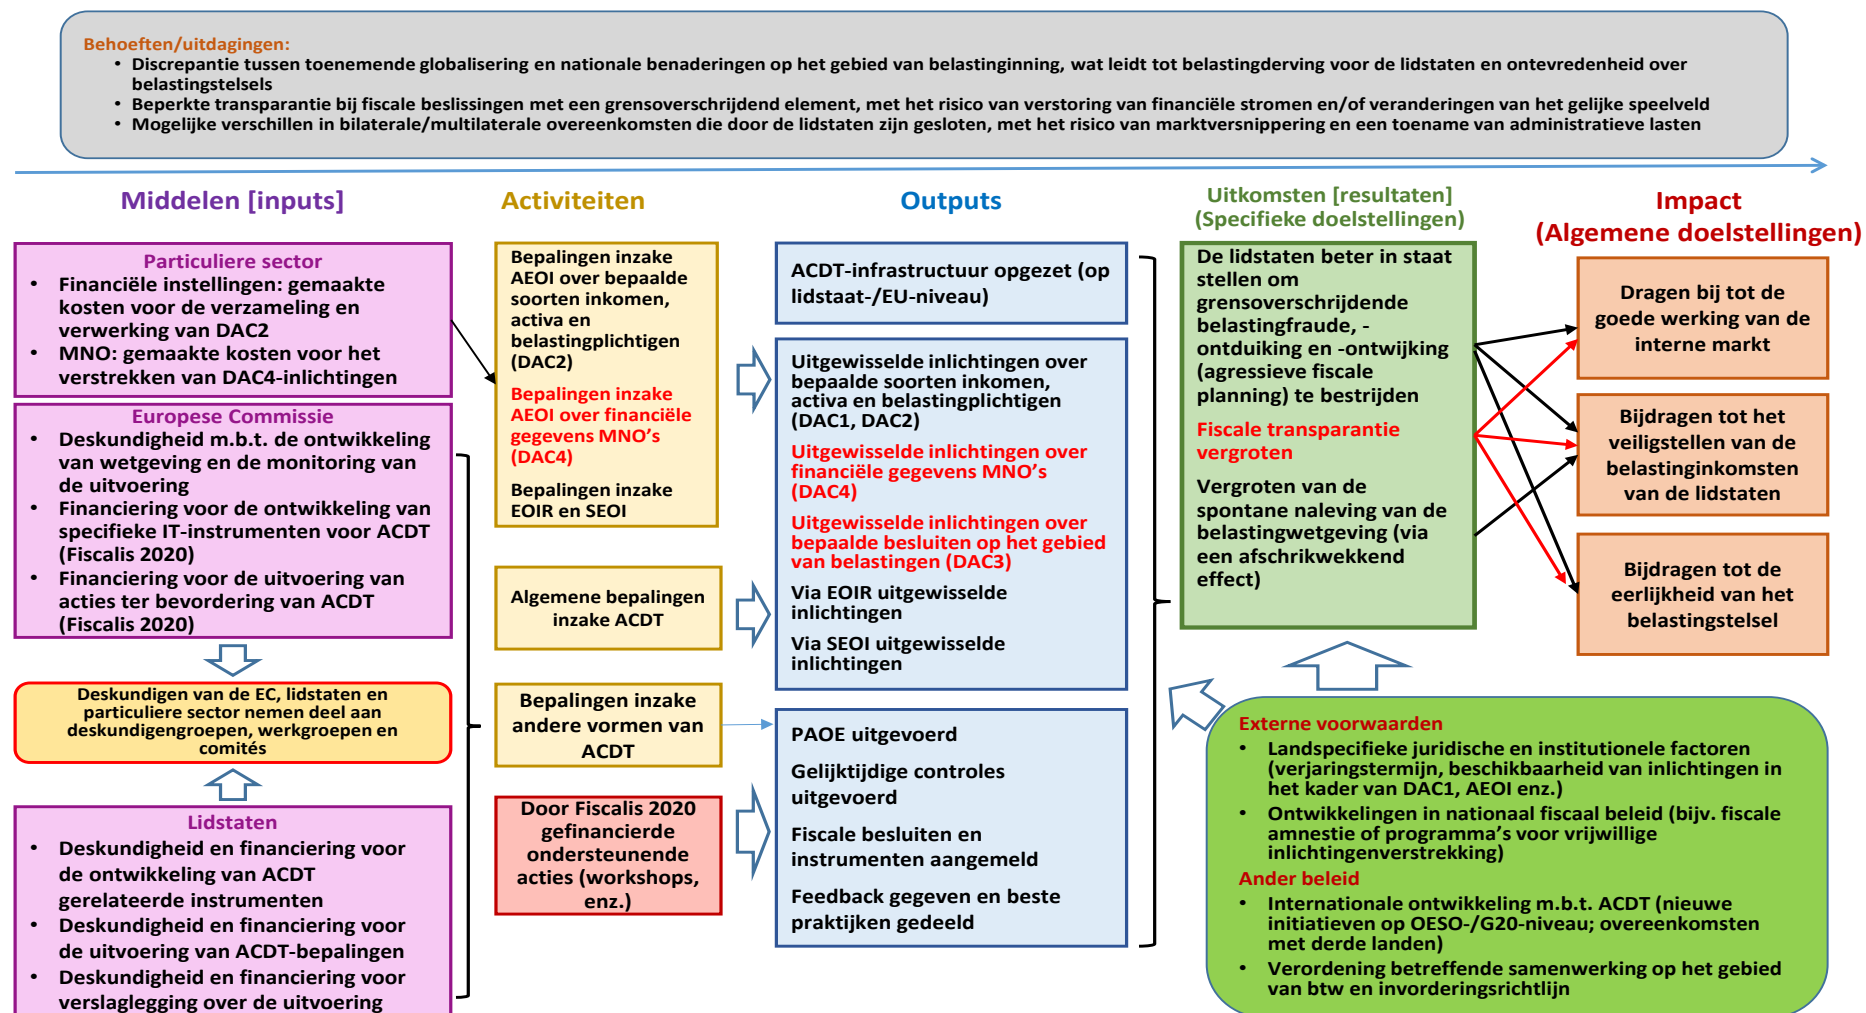 Behoeften/uitdagingen:
• Discrepantie tussen toenemende globalisering en nationale benaderingen op het gebied van belastinginning, wat leidt tot belastingderving voor de lidstaten en ontevredenheid over
belastingstelsels
• Beperkte transparantie bij fiscale beslissingen met een grensoverschrijdend element, met het risico van verstoring van financiële stromen en/of veranderingen van het gelijke speelveld
• Mogelijke verschillen in bilaterale/multilaterale overeenkomsten die door de lidstaten zijn gesloten, met het risico van marktversnippering en een toename van administratieve lasten
Middelen [inputs]
Particuliere sector
• Financiële instellingen: gemaakte
kosten voor de verzameling en
verwerking van DAC2
• MNO: gemaakte kosten voor het
verstrekken van DAC4-inlichtingen
Europese Commissie
• Deskundigheid m.b.t. de ontwikkeling
van wetgeving en de monitoring van
de uitvoering
• Financiering voor de ontwikkeling van
specifieke IT-instrumenten voor ACDT
(Fiscalis 2020)
• Financiering voor de uitvoering van
acties ter bevordering van ACDT
(Fiscalis 2020)
Deskundigen van de EC, lidstaten en
particuliere sector nemen deel aan
deskundigengroepen, werkgroepen en
comités
Lidstaten
• Deskundigheid en financiering voor
de ontwikkeling van ACDT
gerelateerde instrumenten
• Deskundigheid en financiering voor
de uitvoering van ACDT-bepalingen
• Deskundigheid en financiering voor
verslaglegging over de uitvoering
Activiteiten
Bepalingen inzake
AEOI over bepaalde
soorten inkomen,
activa en
belastingplichtigen
(DAC2)
Bepalingen inzake
AEOI over financiële
gegevens MNO's
(DAC4)
Bepalingen inzake
EOIR en SEOI
Algemene bepalingen
inzake ACDT
Bepalingen inzake
andere vormen van
ACDT
Door Fiscalis 2020
gefinancierde
ondersteunende
acties (workshops,
enz.)
Outputs
ACDT-infrastructuur opgezet (op
lidstaat-/EU-niveau)
Uitgewisselde inlichtingen over
bepaalde soorten inkomen,
activa en belastingplichtigen
(DAC1, DAC2)
Uitgewisselde inlichtingen over
financiële gegevens MNO's
(DAC4)
Uitgewisselde inlichtingen over
bepaalde besluiten op het gebied
van belastingen (DAC3)
Via EOIR uitgewisselde
inlichtingen
Via SEOI uitgewisselde
inlichtingen
PAOE uitgevoerd
Gelijktijdige controles
uitgevoerd
Fiscale besluiten en
instrumenten aangemeld
Feedback gegeven en beste
praktijken gedeeld
Uitkomsten [resultaten]
(Specifieke doelstellingen)
De lidstaten beter in staat
stellen om
grensoverschrijdende
belastingfraude, -
ontduiking en -ontwijking
(agressieve fiscale
planning) te bestrijden
Fiscale transparantie
vergroten
Vergroten van de
spontane naleving van de
belastingwetgeving (via
een afschrikwekkend
effect)
Impact
(Algemene doelstellingen)
Dragen bij tot de
goede werking van de
interne markt
Bijdragen tot het
veiligstellen van de
belastinginkomsten
van de lidstaten
Bijdragen tot de
eerlijkheid van het
belastingstelsel
Externe voorwaarden
• Landspecifieke juridische en institutionele factoren
(verjaringstermijn, beschikbaarheid van inlichtingen in
het kader van DAC1, AEOI enz.)
• Ontwikkelingen in nationaal fiscaal beleid (bijv. fiscale
amnestie of programma's voor vrijwillige
inlichtingenverstrekking)
Ander beleid
• Internationale ontwikkeling m.b.t. ACDT (nieuwe
initiatieven op OESO-/G20-niveau; overeenkomsten
met derde landen)
• Verordening betreffende samenwerking op het gebied
van btw en invorderingsrichtlijn